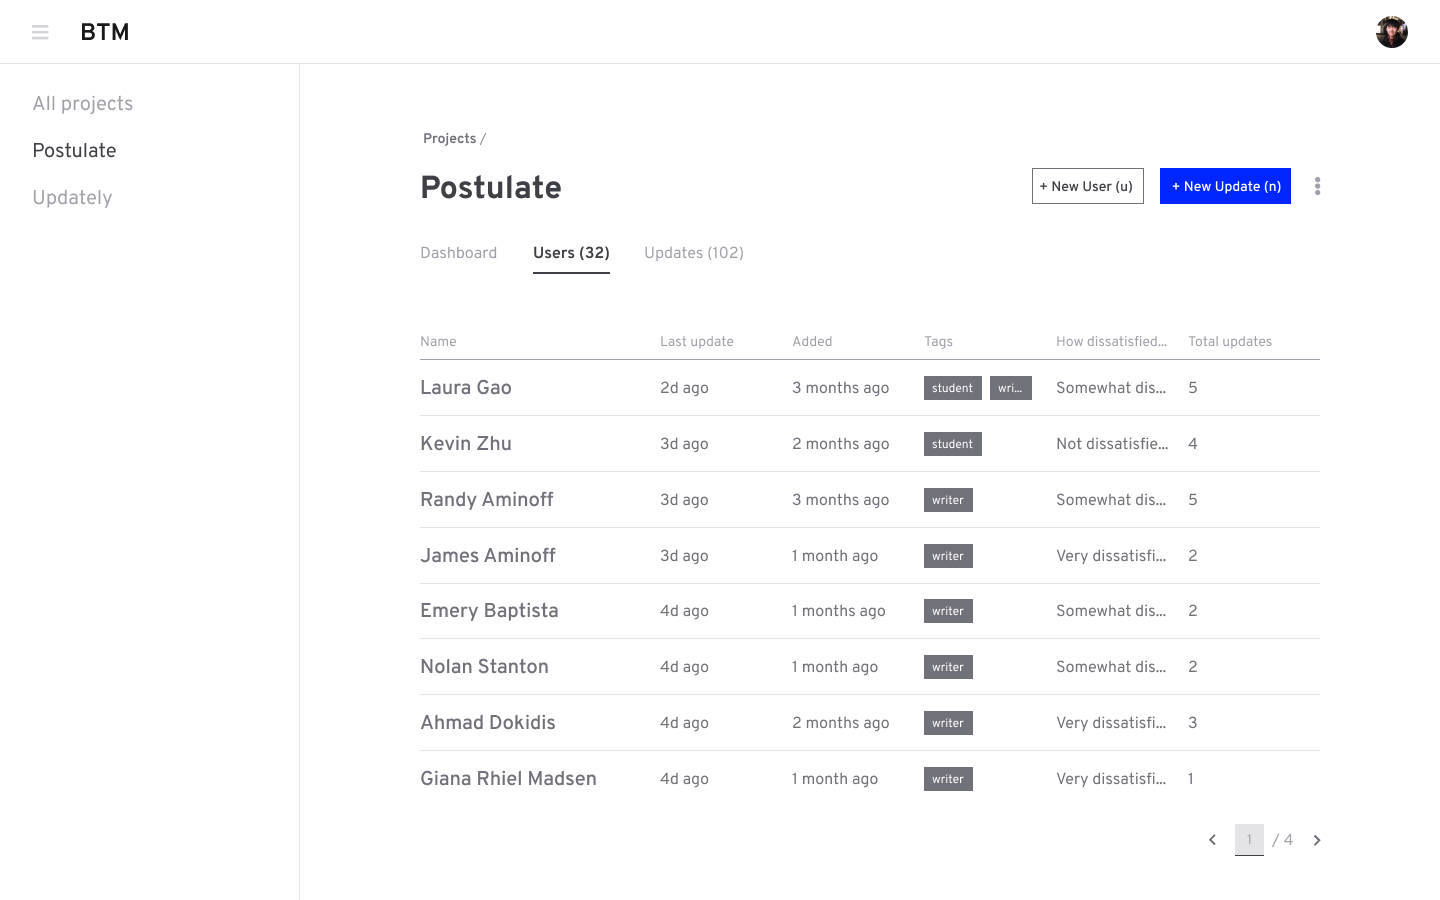 BTM
All projects
Postulate
Updately
Projects /
Postulate
+ New User (u)
+ New Update (n)
Dashboard
Users (32)
Updates (102)
Name Last update Added Tags How dissatisfied... Total updates
Laura Gao 2d ago 3 months ago student wri... Somewhat dis... 5
Kevin Zhu 3d ago 2 months ago student Not dissatisfie... 4
Randy Aminoff 3d ago 3 months ago writer Somewhat dis... 5
James Aminoff 3d ago 1 month ago writer Very dissatisfi... 2
Emery Baptista 4d ago 1 months ago writer Somewhat dis... 2
Nolan Stanton 4d ago 1 month ago writer Somewhat dis... 2
Ahmad Dokidis 4d ago 2 months ago writer Very dissatisfi... 3
Giana Rhiel Madsen 4d ago 1 month ago writer Very dissatisfi... 1
1 / 4